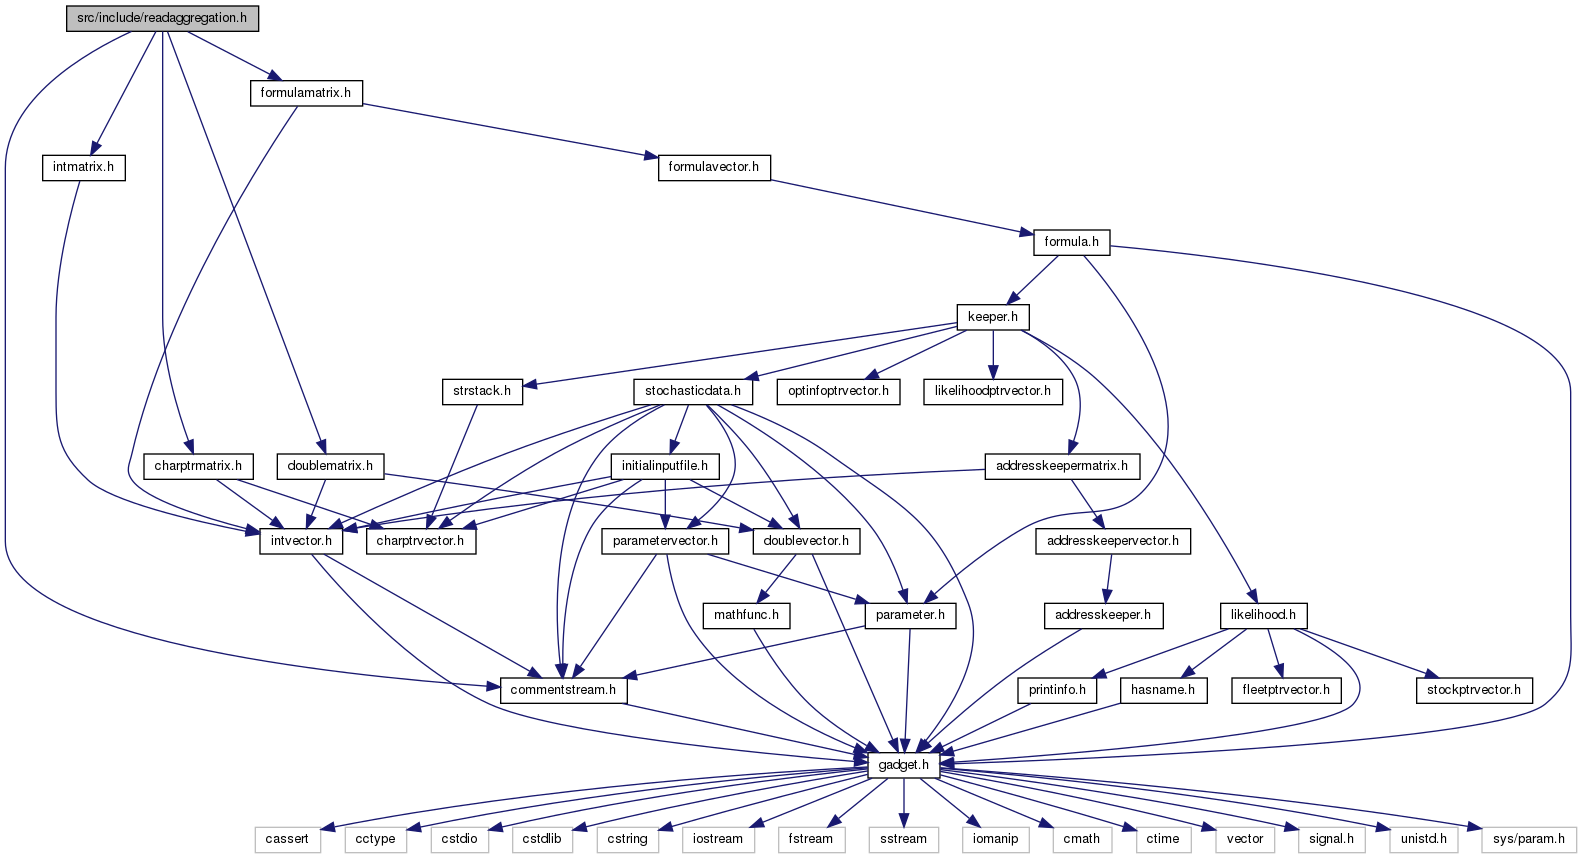 src/include/readaggregation.h
formulamatrix.h
intmatrix.h
formulavector.h
formula.h
keeper.h
strstack.h
stochasticdata.h
optinfoptrvector.h
likelihoodptrvector.h
charptrmatrix.h
doublematrix.h
initialinputfile.h
addresskeepermatrix.h
intvector.h
charptrvector.h
parametervector.h
doublevector.h
addresskeepervector.h
mathfunc.h
parameter.h
addresskeeper.h
likelihood.h
commentstream.h
printinfo.h
hasname.h
fleetptrvector.h
stockptrvector.h
gadget.h
cassert
cctype
cstdio
cstdlib
cstring
iostream
fstream
sstream
iomanip
cmath
ctime
vector
signal.h
unistd.h
sys/param.h